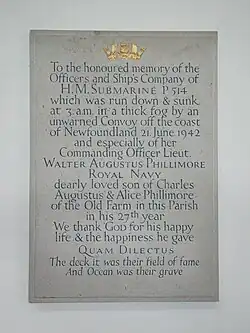 To the honoured memory of the
Officers and Ship's Company of
H.M. SUBMARINE P 514
which was run down & sunk
at 3 a.m. in a thick fog by an
unwarned Convoy off the coast
of Newfoundland 21 June 1942
and especially of her
Commanding Officer Lieut.
WALTER AUGUSTUS PHILLIMORE
ROYAL NAVY
dearly loved son of Charles
Augustus & Alice Phillimore
of the Old Farm in this Parish
in his 27th year
We thank GOD for his happy
life & the happiness he gave
QUAM DILECTUS
The deck it was their field of fame
And Ocean was their grave